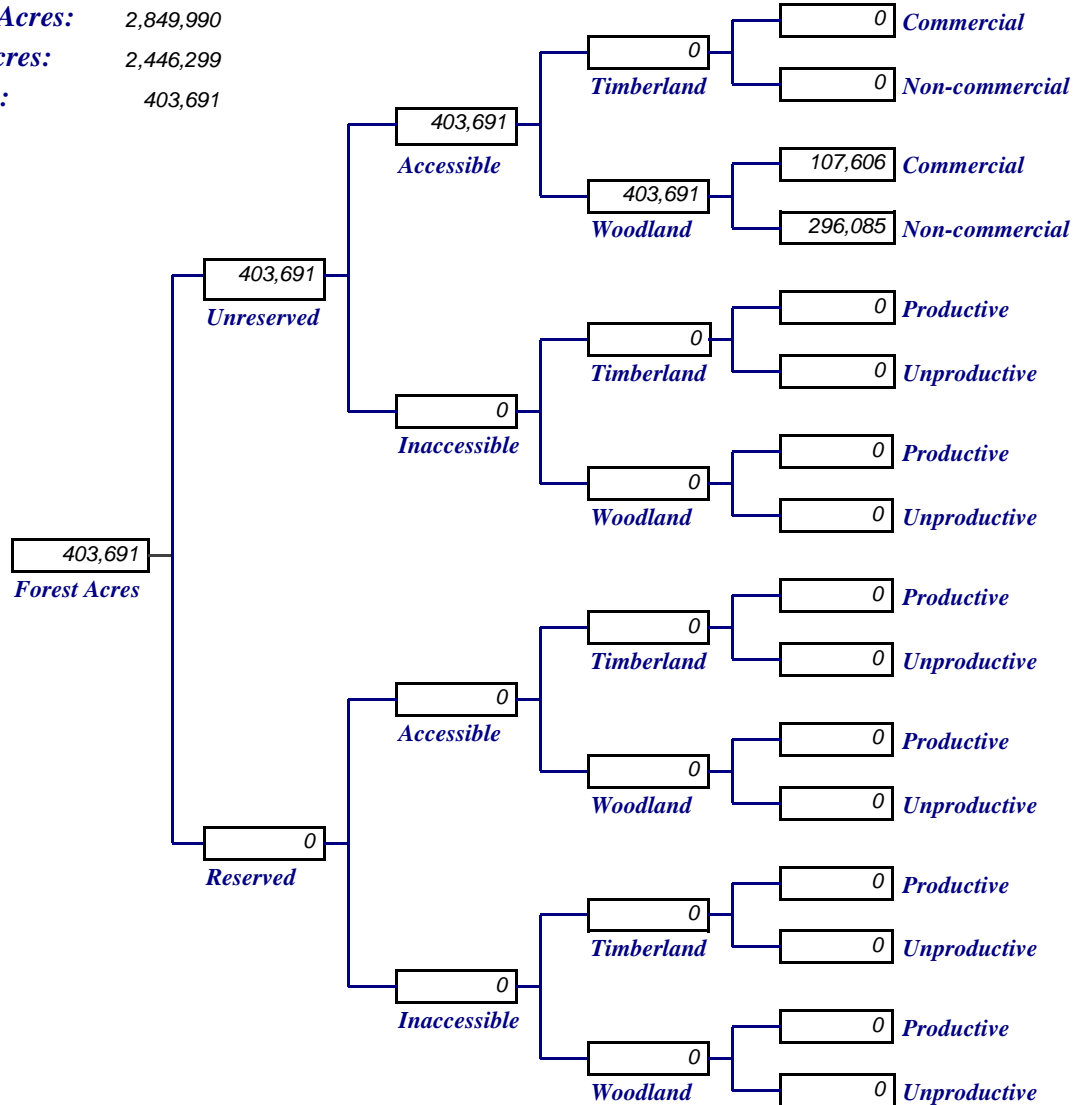 Acres: 2,849,990
cres: 2,446,299
: 403,691
0 Commercial
0 Timberland
0 Non-commercial
403,691 Accessible
107,606 Commercial
403,691 Woodland
296,085 Non-commercial
403,691 Unreserved
0 Productive
0 Timberland
0 Unproductive
0 Inaccessible
0 Productive
0 Woodland
0 Unproductive
403,691 Forest Acres
0 Productive
0 Timberland
0 Unproductive
0 Accessible
0 Productive
0 Woodland
0 Unproductive
0 Reserved
0 Productive
0 Timberland
0 Unproductive
0 Inaccessible
0 Productive
0 Woodland
0 Unproductive